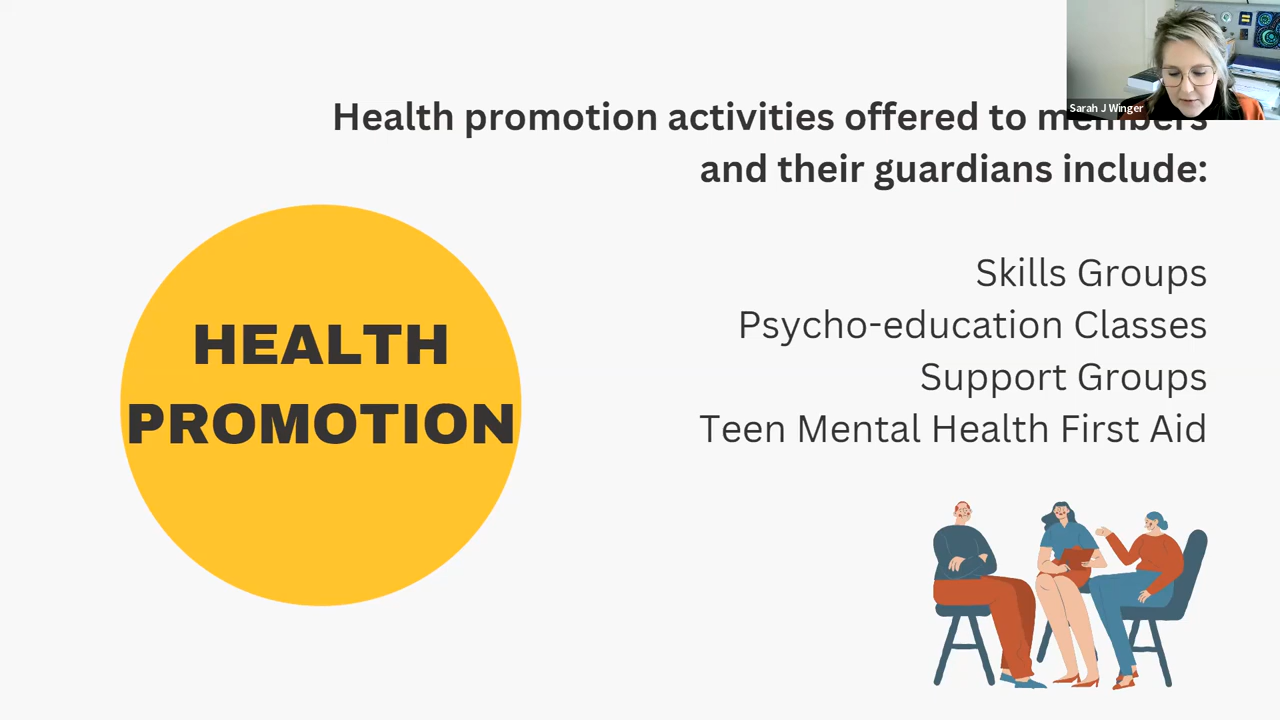 Sarah J Winger
Health promotion activities offered to members
and their guardians include:
HEALTH
PROMOTION
Skills Groups
Psycho-education Classes
Support Groups
Teen Mental Health First Aid